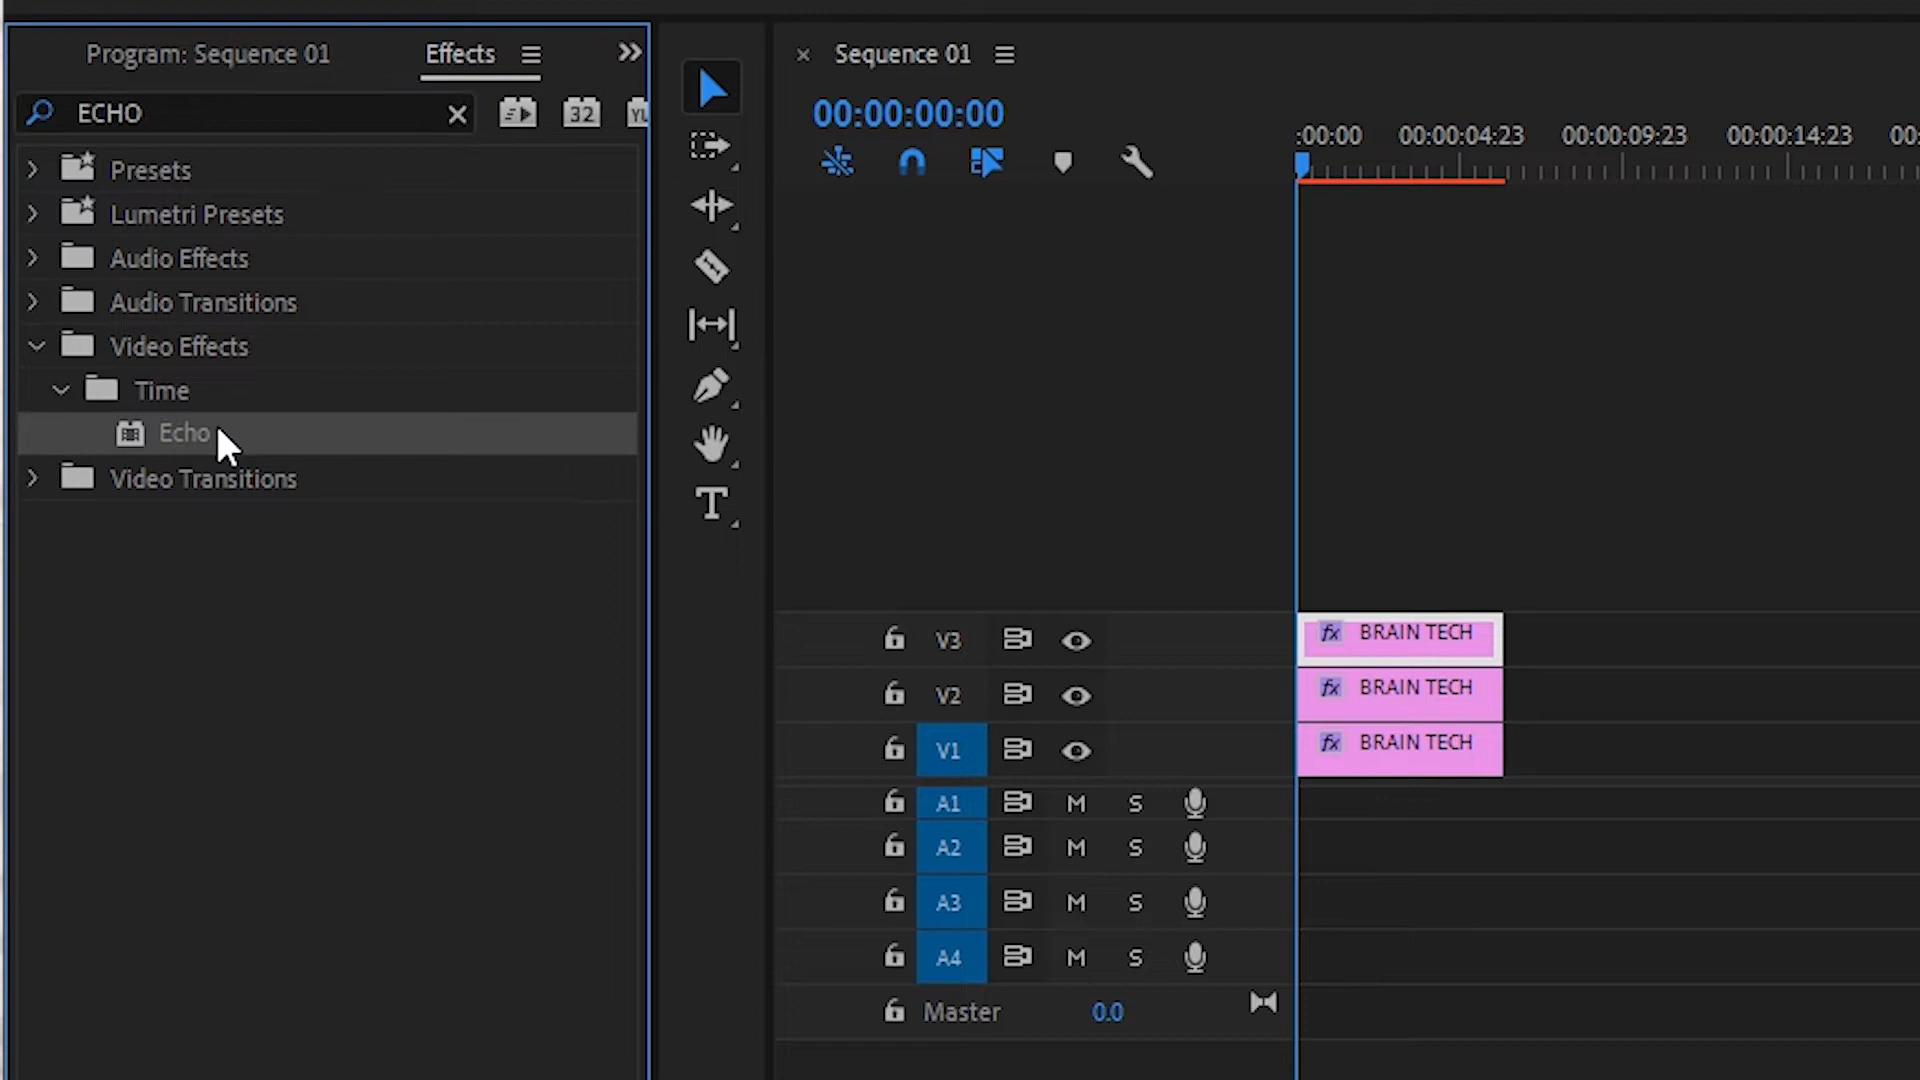 Program: Sequence 01
Effects
ECHO
32
YU
Presets
Lumetri Presets
Audio Effects
Audio Transitions
Video Effects
Time
Echo
Video Transitions
T
× Sequence 01
00:00:00:00
:00:00 00:00:04:23 00:00:09:23 00:00:14:23 00:
V3 fx BRAIN TECH
V2 fx BRAIN TECH
V1 fx BRAIN TECH
A1 M S
A2 M S
A3 M S
A4 M S
Master 0.0